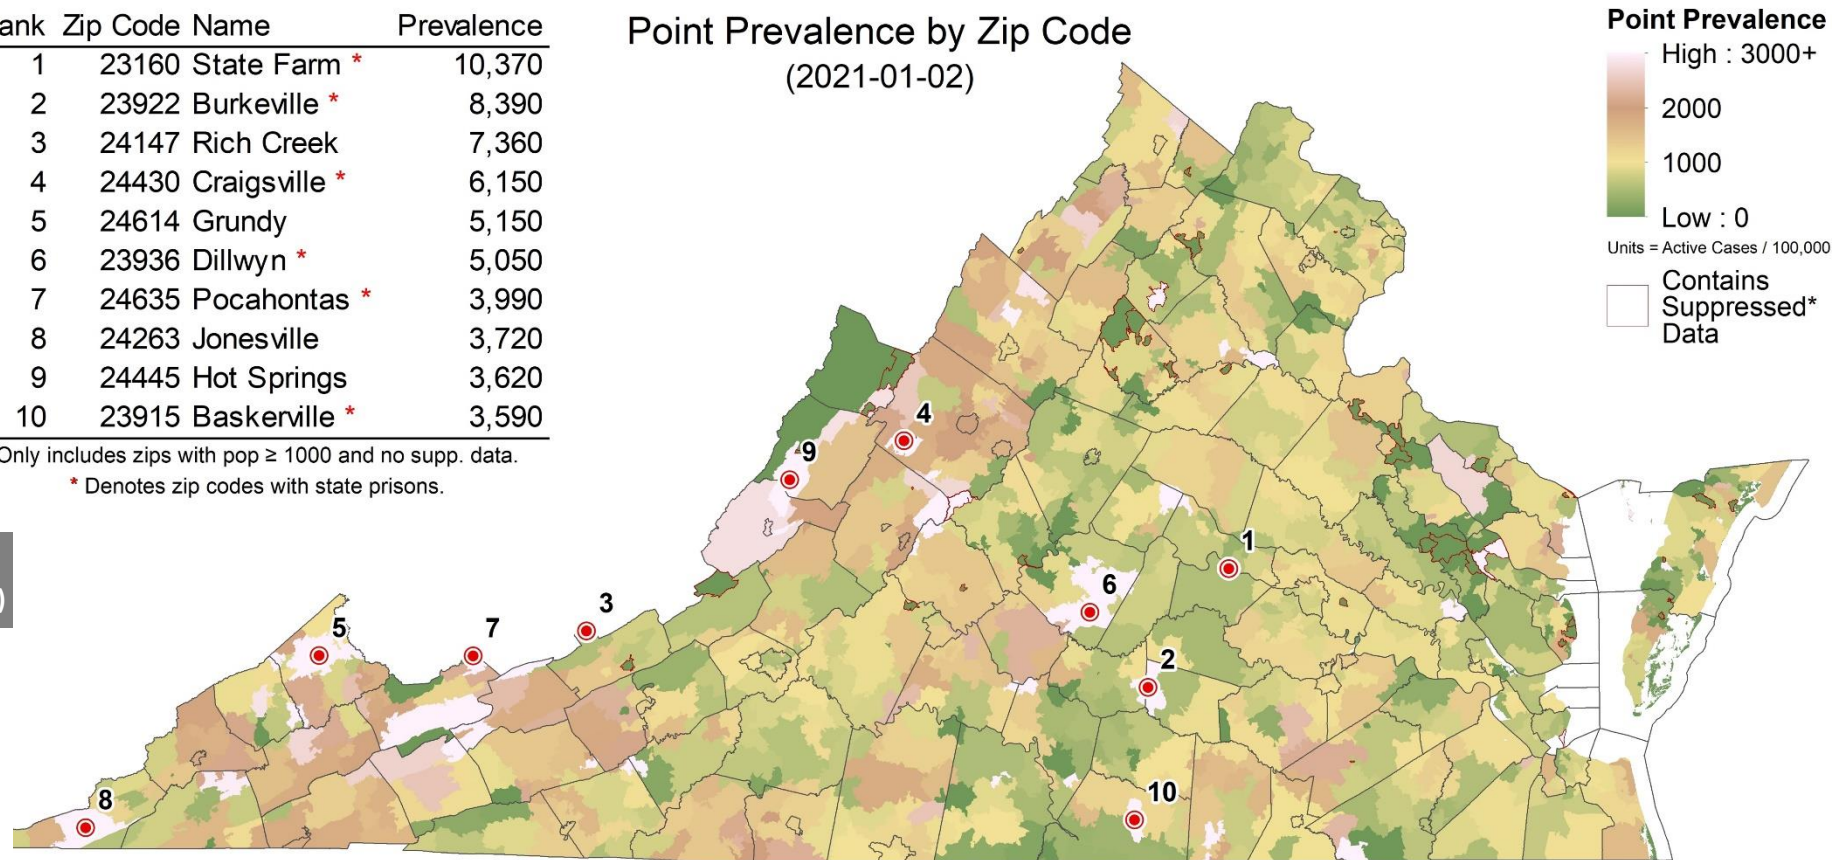 ank Zip Code Name Prevalence
1 23160 State Farm * 10,370
2 23922 Burkeville * 8,390
3 24147 Rich Creek 7,360
4 24430 Craigsville * 6,150
5 24614 Grundy 5,150
6 23936 Dillwyn * 5,050
7 24635 Pocahontas * 3,990
8 24263 Jonesville 3,720
9 24445 Hot Springs 3,620
10 23915 Baskerville * 3,590
Only includes zips with pop ≥ 1000 and no supp. data.
* Denotes zip codes with state prisons.
Point Prevalence by Zip Code
(2021-01-02)
Point Prevalence
High : 3000+
2000
1000
Low : 0
Units = Active Cases / 100,000
Contains
Suppressed*
Data
4
9
1
6
3
5
7
2
10
8
)